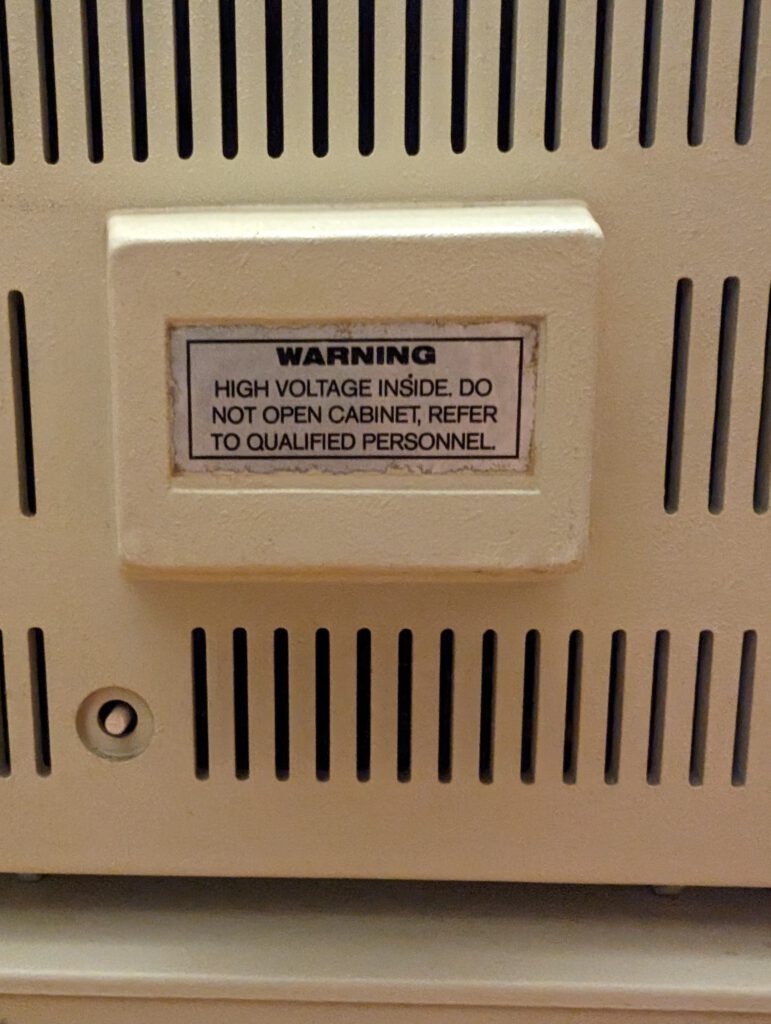 WARNING
HIGH VOLTAGE INSIDE. DO
NOT OPEN CABINET, REFER
TO QUALIFIED PERSONNEL.